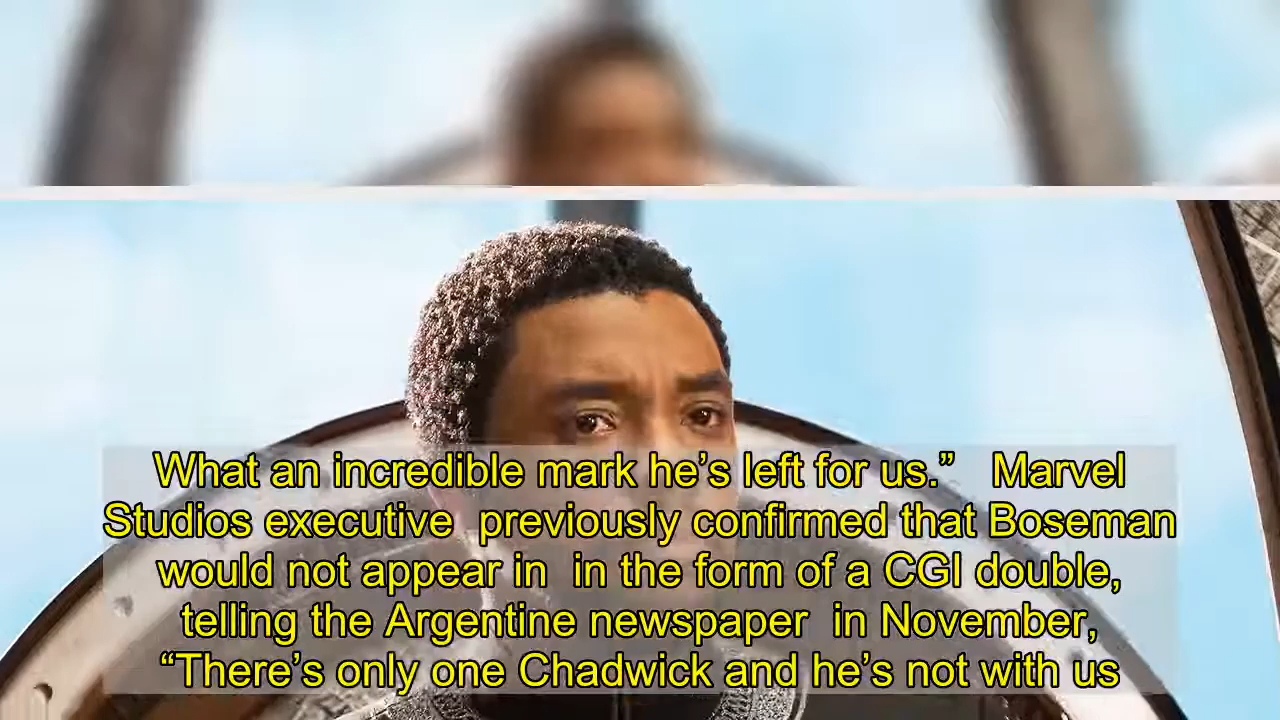 What an incredible mark he’s left for us.” Marvel
Studios executive previously confirmed that Boseman
would not appear in in the form of a CGI double,
telling the Argentine newspaper in November,
“There’s only one Chadwick and he’s not with us